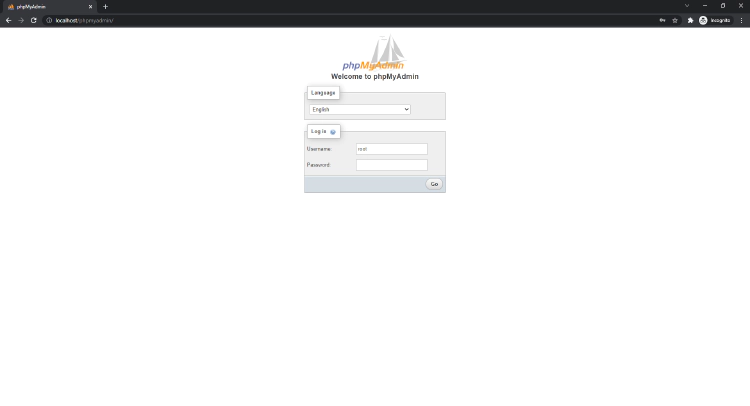 phpMyAdmin
localhost/phpmyadmin/
Incognito
phpMyAdmin
Welcome to phpMyAdmin
Language
English
Log in
Username:
root
Password:
Go